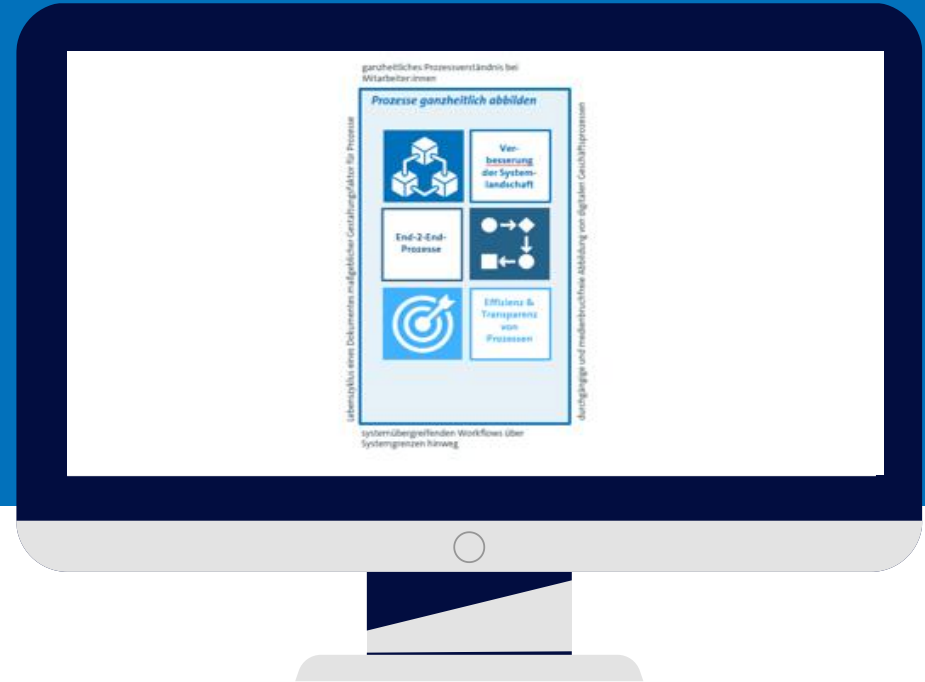 ganzheitliches Prozessverständnis bei
Mitarbeiter:innen
Prozesse ganzheitlich abbilden
Ver-
besserung
der System-
landschaft
End-2-End-
Prozesse
Effizienz &
Transparenz
von
Prozessen
Lebenszyklus eines Dokumentes maßgeblicher Gestaltungsfaktor für Prozesse
durchgängige und medienbruchfreie Abbildung von digitalen Geschäftsprozessen
systemübergreifenden Workflows über
Systemgrenzen hinweg